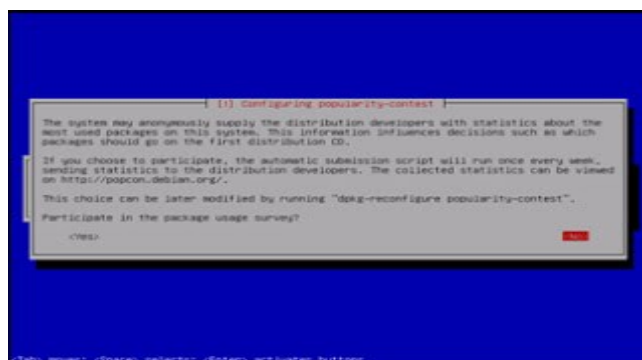 [!] Configuring popularity-contest
The system may anonymously supply the distribution developers with statistics about the
most used packages on this system. This information influences decisions such as which
packages should go on the first distribution CD.
If you choose to participate, the automatic submission script will run once every week,
sending statistics to the distribution developers. The collected statistics can be viewed
on http://popcon.debian.org/.
This choice can be later modified by running "dpkg-reconfigure popularity-contest".
Participate in the package usage survey?
<Yes> <No>
<Tab> moves; <Space> selects; <Enter> activates buttons